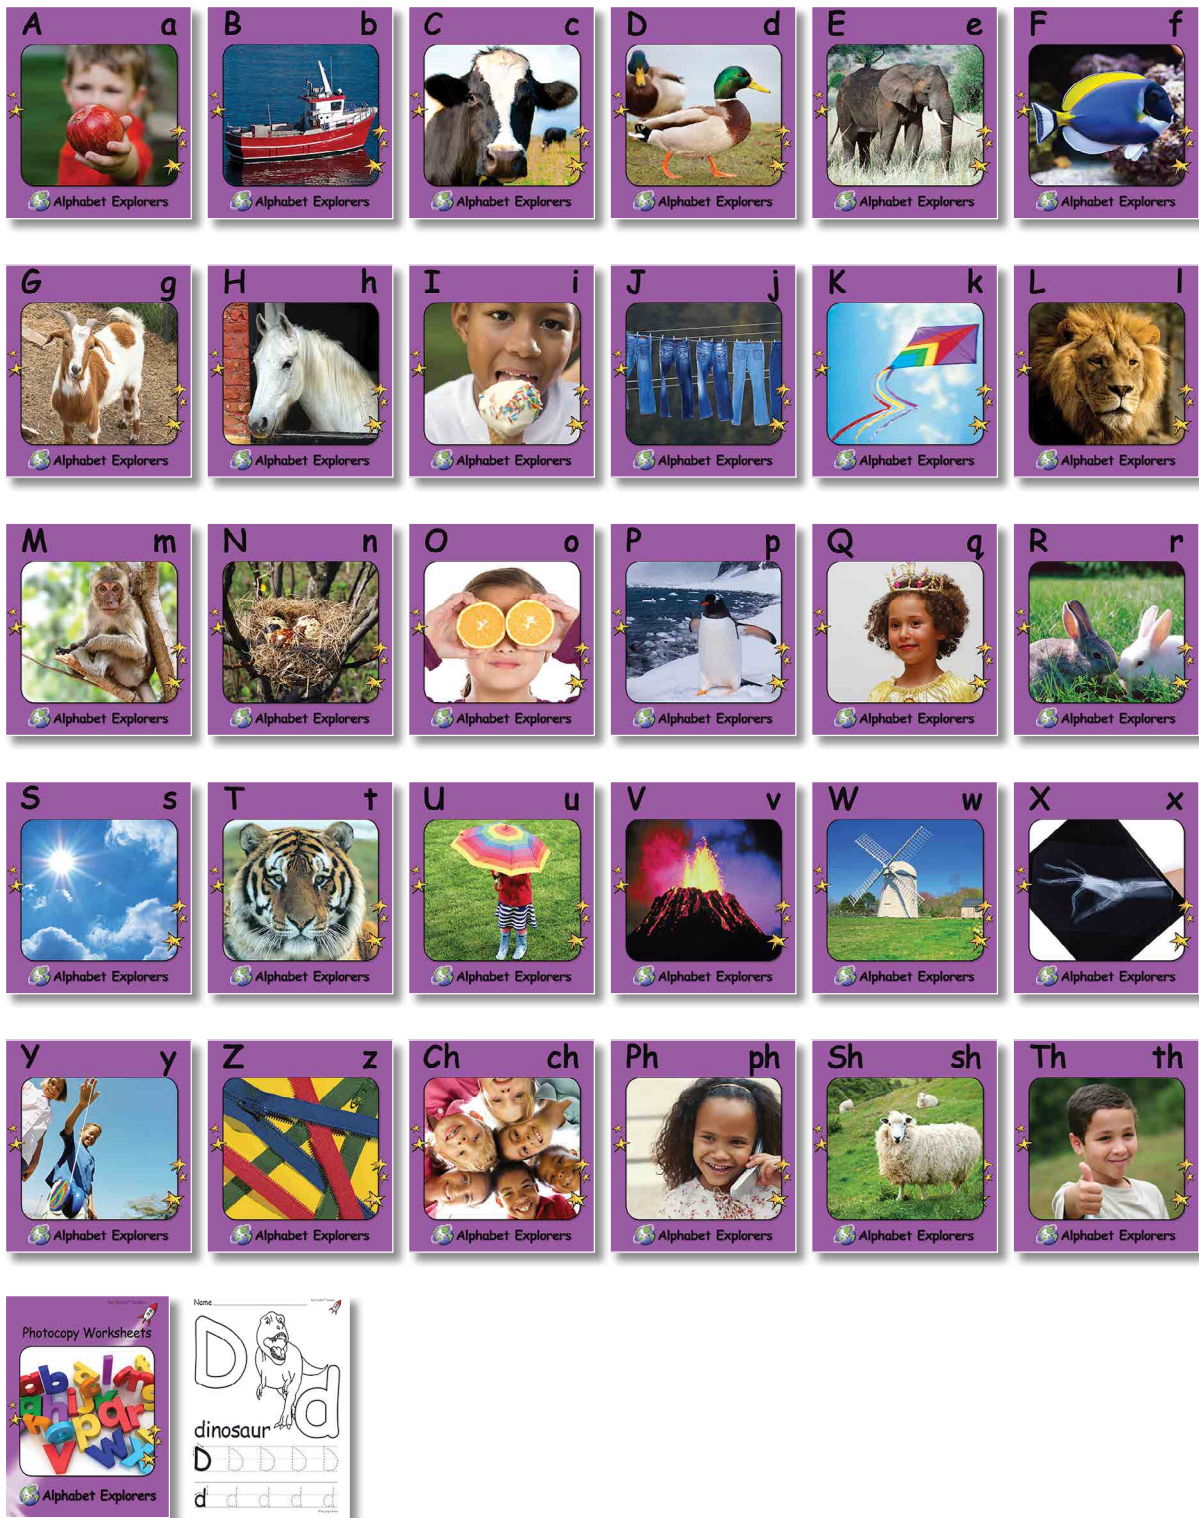 A a
Alphabet Explorers
B b
Alphabet Explorers
C c
Alphabet Explorers
D d
Alphabet Explorers
E e
Alphabet Explorers
F f
Alphabet Explorers
G g
Alphabet Explorers
H h
Alphabet Explorers
I i
Alphabet Explorers
J j
Alphabet Explorers
K k
Alphabet Explorers
L l
Alphabet Explorers
M m
Alphabet Explorers
N n
Alphabet Explorers
O o
Alphabet Explorers
P p
Alphabet Explorers
Q q
Alphabet Explorers
R r
Alphabet Explorers
S s
Alphabet Explorers
T t
Alphabet Explorers
U u
Alphabet Explorers
V v
Alphabet Explorers
W w
Alphabet Explorers
X x
Alphabet Explorers
Y y
Alphabet Explorers
Z z
Alphabet Explorers
Ch ch
Alphabet Explorers
Ph ph
Alphabet Explorers
Sh sh
Alphabet Explorers
Th th
Alphabet Explorers
Photocopy Worksheets
Alphabet Explorers
Name
D
d
dinosaur
D D D D D
d d d d d